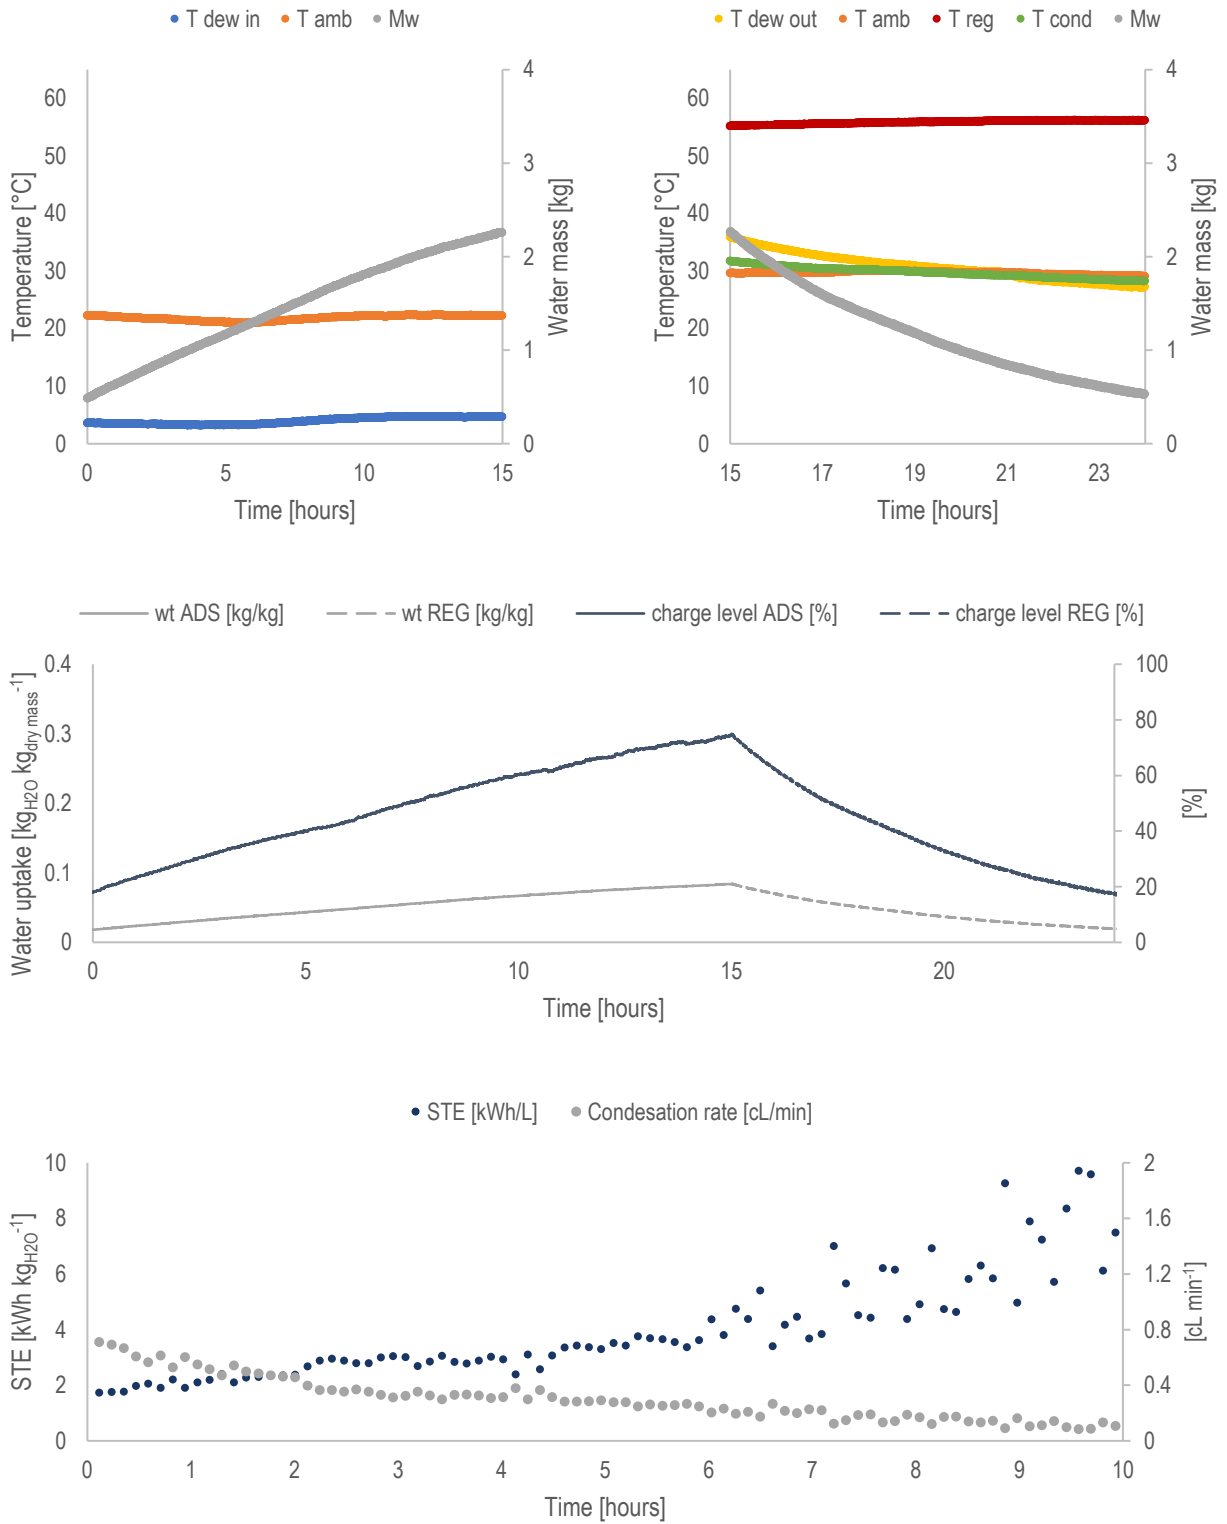 T dew in T amb Mw
T dew out T amb T reg T cond Mw
Temperature [°C]
60
50
40
30
20
10
0
4
3
2
1
0
Water mass [kg]
0 5 10 15
Time [hours]
Temperature [°C]
60
50
40
30
20
10
0
4
3
2
1
0
Water mass [kg]
15 17 19 21 23
Time [hours]
wt ADS [kg/kg] wt REG [kg/kg] charge level ADS [%] charge level REG [%]
Water uptake [kgH2O kgdry mass-1]
0.4
0.3
0.2
0.1
0
100
80
60
40
20
0
[%]
0 5 10 15 20
Time [hours]
STE [kWh/L] Condesation rate [cL/min]
STE [kWh kgH2O-1]
10
8
6
4
2
0
2
1.6
1.2
0.8
0.4
0
[cL min-1]
0 1 2 3 4 5 6 7 8 9 10
Time [hours]